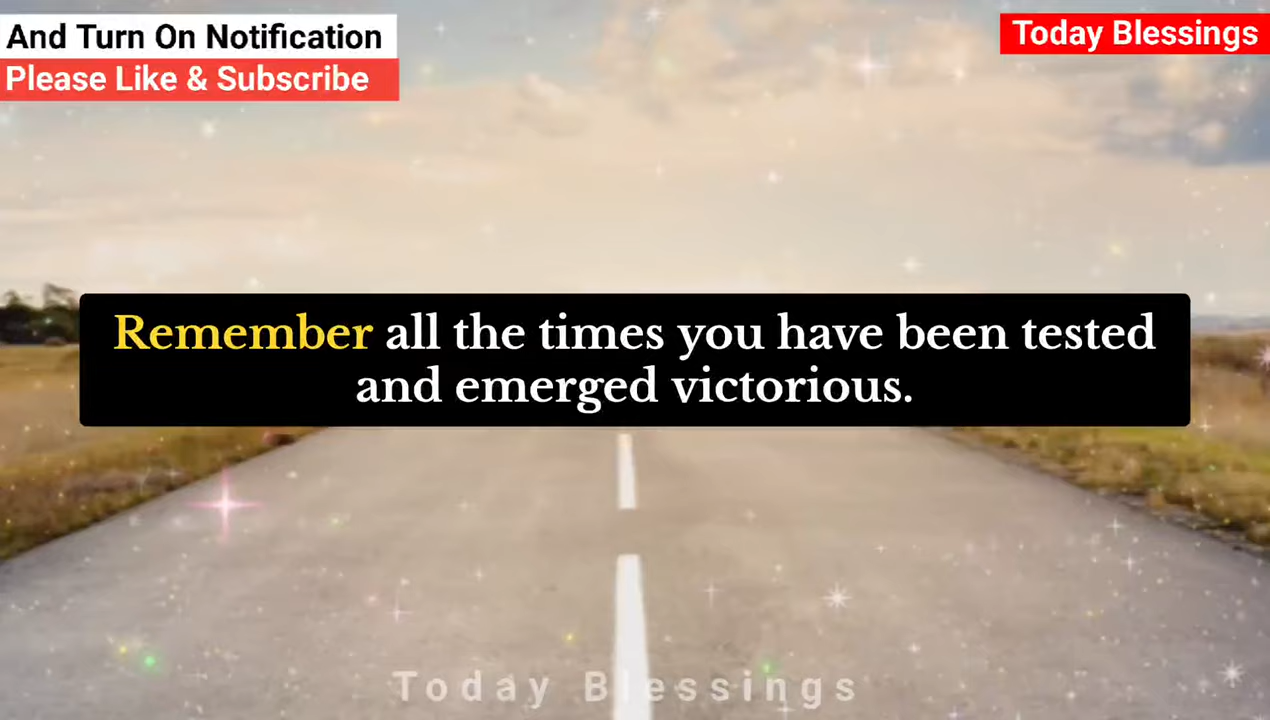 And Turn On Notification
Please Like & Subscribe
Today Blessings
Remember all the times you have been tested
and emerged victorious.
Today Blessings